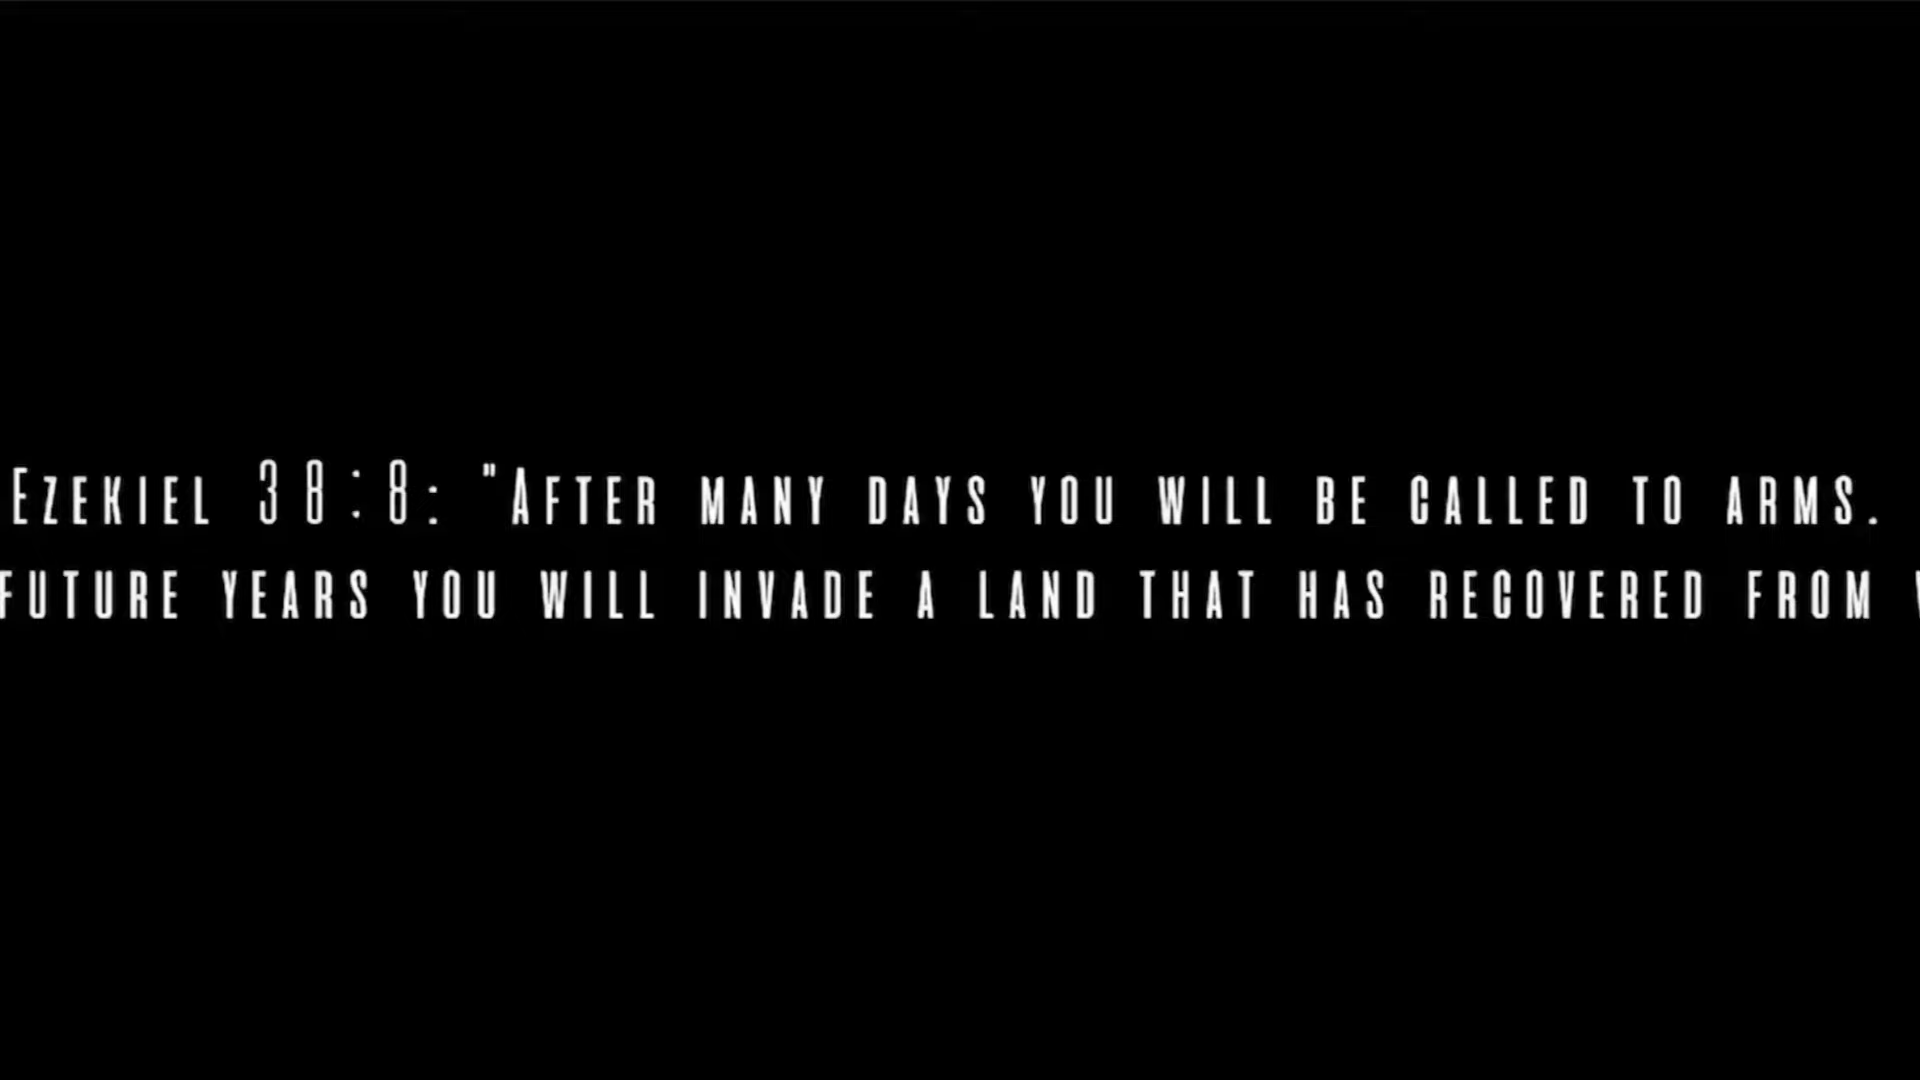 Ezekiel 38:8: "After many days you will be called to arms.
future years you will invade a land that has recovered from